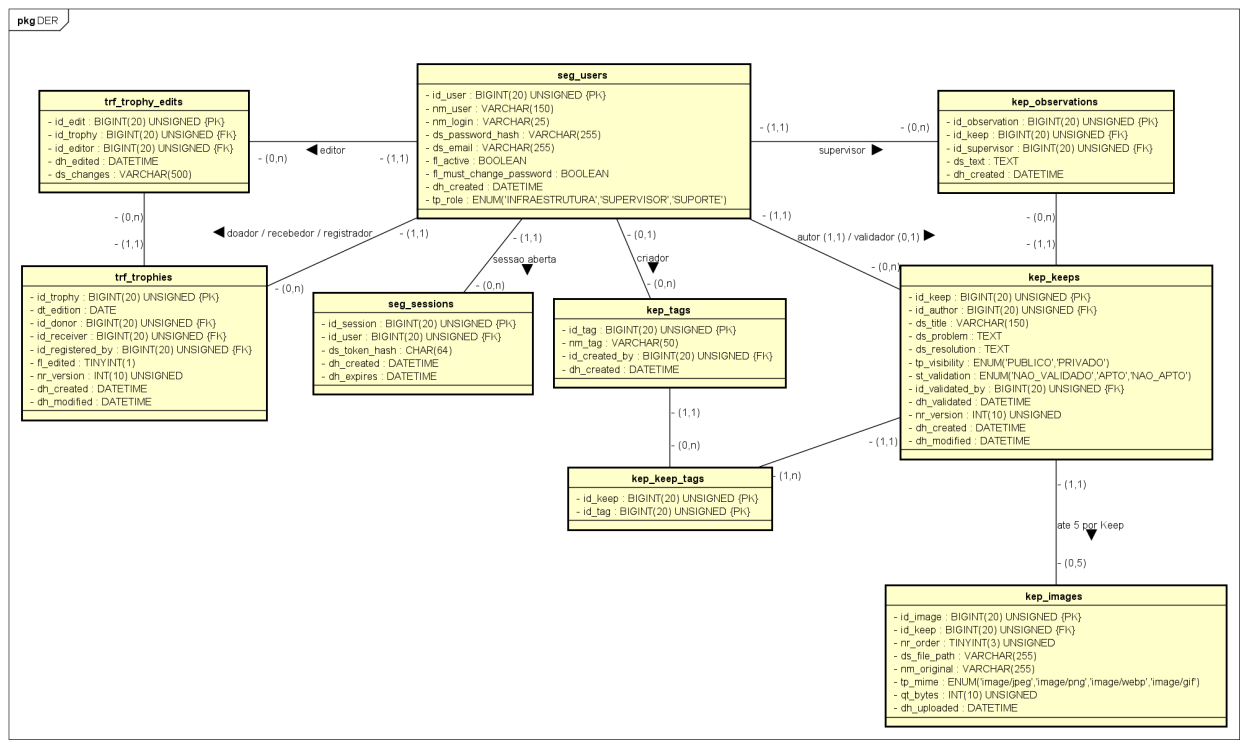 pkg DER
seg_users
- id_user : BIGINT(20) UNSIGNED {PK}
- nm_user : VARCHAR(150)
- nm_login : VARCHAR(25)
- ds_password_hash : VARCHAR(255)
- ds_email : VARCHAR(255)
- fl_active : BOOLEAN
- fl_must_change_password : BOOLEAN
- dh_created : DATETIME
- tp_role : ENUM('INFRAESTRUTURA','SUPERVISOR','SUPORTE')
trf_trophy_edits
- id_edit : BIGINT(20) UNSIGNED {PK}
- id_trophy : BIGINT(20) UNSIGNED {FK}
- id_editor : BIGINT(20) UNSIGNED {FK}
- dh_edited : DATETIME
- ds_changes : VARCHAR(500)
kep_observations
- id_observation : BIGINT(20) UNSIGNED {PK}
- id_keep : BIGINT(20) UNSIGNED {FK}
- id_supervisor : BIGINT(20) UNSIGNED {FK}
- ds_text : TEXT
- dh_created : DATETIME
- (0,n)
◀ editor
- (1,1)
- (1,1)
supervisor ▶
- (0,n)
- (0,n)
- (1,1)
◀ doador / recebedor / registrador
- (1,1)
- (0,n)
- (1,1)
sessao aberta
▼
- (0,n)
- (0,1)
criador
▼
- (0,n)
- (1,1)
autor (1,1) / validador (0,1) ▶
- (0,n)
- (0,n)
- (1,1)
trf_trophies
- id_trophy : BIGINT(20) UNSIGNED {PK}
- dt_edition : DATE
- id_donor : BIGINT(20) UNSIGNED {FK}
- id_receiver : BIGINT(20) UNSIGNED {FK}
- id_registered_by : BIGINT(20) UNSIGNED {FK}
- fl_edited : TINYINT(1)
- nr_version : INT(10) UNSIGNED
- dh_created : DATETIME
- dh_modified : DATETIME
seg_sessions
- id_session : BIGINT(20) UNSIGNED {PK}
- id_user : BIGINT(20) UNSIGNED {FK}
- ds_token_hash : CHAR(64)
- dh_created : DATETIME
- dh_expires : DATETIME
kep_tags
- id_tag : BIGINT(20) UNSIGNED {PK}
- nm_tag : VARCHAR(50)
- id_created_by : BIGINT(20) UNSIGNED {FK}
- dh_created : DATETIME
kep_keeps
- id_keep : BIGINT(20) UNSIGNED {PK}
- id_author : BIGINT(20) UNSIGNED {FK}
- ds_title : VARCHAR(150)
- ds_problem : TEXT
- ds_resolution : TEXT
- tp_visibility : ENUM('PUBLICO','PRIVADO')
- st_validation : ENUM('NAO_VALIDADO','APTO','NAO_APTO')
- id_validated_by : BIGINT(20) UNSIGNED {FK}
- dh_validated : DATETIME
- nr_version : INT(10) UNSIGNED
- dh_created : DATETIME
- dh_modified : DATETIME
- (1,1)
- (0,n)
- (1,1)
- (1,n)
kep_keep_tags
- id_keep : BIGINT(20) UNSIGNED {PK}
- id_tag : BIGINT(20) UNSIGNED {PK}
- (1,1)
ate 5 por Keep
▼
- (0,5)
kep_images
- id_image : BIGINT(20) UNSIGNED {PK}
- id_keep : BIGINT(20) UNSIGNED {FK}
- nr_order : TINYINT(3) UNSIGNED
- ds_file_path : VARCHAR(255)
- nm_original : VARCHAR(255)
- tp_mime : ENUM('image/jpeg','image/png','image/webp','image/gif')
- qt_bytes : INT(10) UNSIGNED
- dh_uploaded : DATETIME